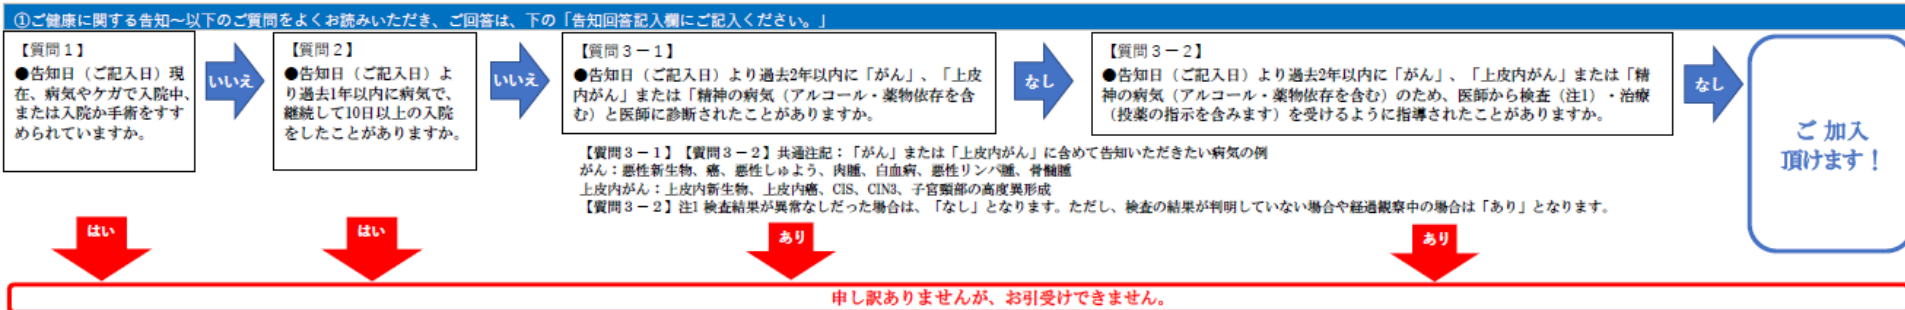 ①ご健康に関する告知～以下のご質問をよくお読みいただき、ご回答は、下の「告知回答記入欄にご記入ください。」
【質問１】
●告知日（ご記入日）現
在、病気やケガで入院中、
または入院か手術をすす
められていますか。
いいえ
【質問２】
●告知日（ご記入日）よ
り過去1年以内に病気で、
継続して10日以上の入院
をしたことがありますか。
いいえ
【質問３－１】
●告知日（ご記入日）より過去2年以内に「がん」、「上皮
内がん」または「精神の病気（アルコール・薬物依存を含
む）と医師に診断されたことがありますか。
なし
【質問３－２】
●告知日（ご記入日）より過去2年以内に「がん」、「上皮内がん」または「精
神の病気（アルコール・薬物依存を含む）のため、医師から検査（注1）・治療
（投薬の指示を含みます）を受けるように指導されたことがありますか。
なし
ご 加入
頂けます！
【質問３－１】【質問３－２】共通注記：「がん」または「上皮内がん」に含めて告知いただきたい病気の例
がん：悪性新生物、癌、悪性しゅよう、肉腫、白血病、悪性リンパ腫、骨髄腫
上皮内がん：上皮内新生物、上皮内癌、CIS、CIN3、子宮頸部の高度異形成
【質問３－２】注1 検査結果が異常なしだった場合は、「なし」となります。ただし、検査の結果が判明していない場合や経過観察中の場合は「あり」となります。
はい
はい
あり
あり
申し訳ありませんが、お引受けできません。